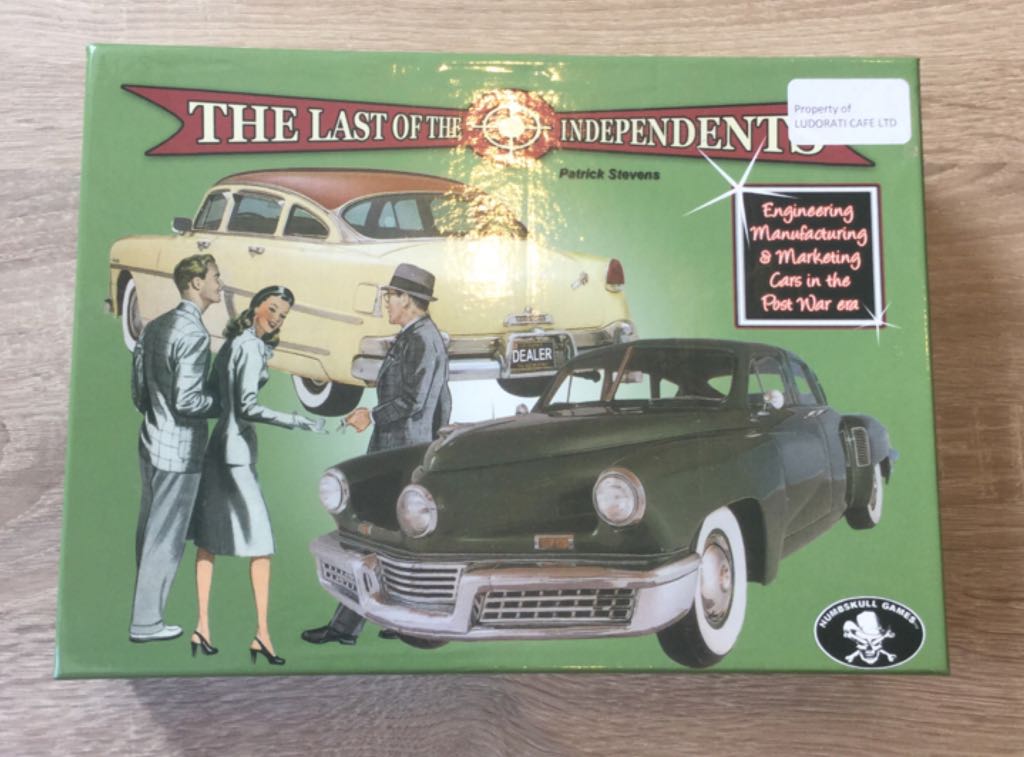 THE LAST OF THE INDEPENDENTS
Property of
LUDORATI CAFE LTD
Patrick Stevens
Engineering
Manufacturing
& Marketing
Cars in the
Post War era
DEALER
NUMBSKULL GAMES